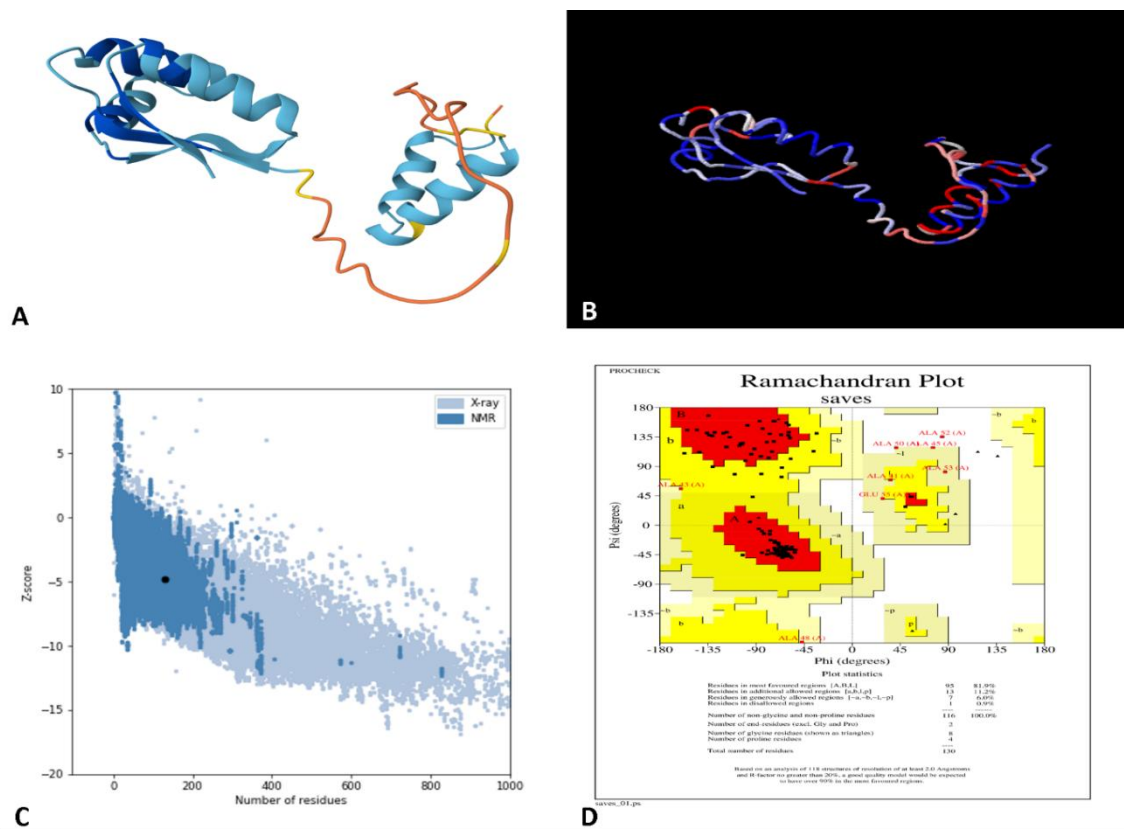 A
B
10
5
0
−5
−10
−15
−20
0
200
400
600
800
1000
Z-score
Number of residues
X-ray
NMR
C
PROCHECK
Ramachandran Plot
saves
B
b
~b
~b
b
ALA 52 (A)
ALA 50 (A)
ALA 45 (A)
~l
ALA 53 (A)
ALA 43 (A)
GLU 55 (A)
a
A
~a
~b
b
~p
p
~b
ALA 48 (A)
180
135
90
45
0
-45
-90
-135
-180
-135
-90
-45
0
45
90
135
180
Psi (degrees)
Phi (degrees)
Plot statistics
Residues in most favoured regions [A,B,L] 95 81.9%
Residues in additional allowed regions [a,b,l,p] 13 11.2%
Residues in generously allowed regions [~a,~b,~l,~p] 7 6.0%
Residues in disallowed regions 1 0.9%
Number of non-glycine and non-proline residues 116 100.0%
Number of end-residues (excl. Gly and Pro) 2
Number of glycine residues (shown as triangles) 8
Number of proline residues 4
Total number of residues 130
Based on an analysis of 118 structures of resolution of at least 2.0 Angstroms
and R-factor no greater than 20%, a good quality model would be expected
to have over 90% in the most favoured regions.
saves_01.ps
D